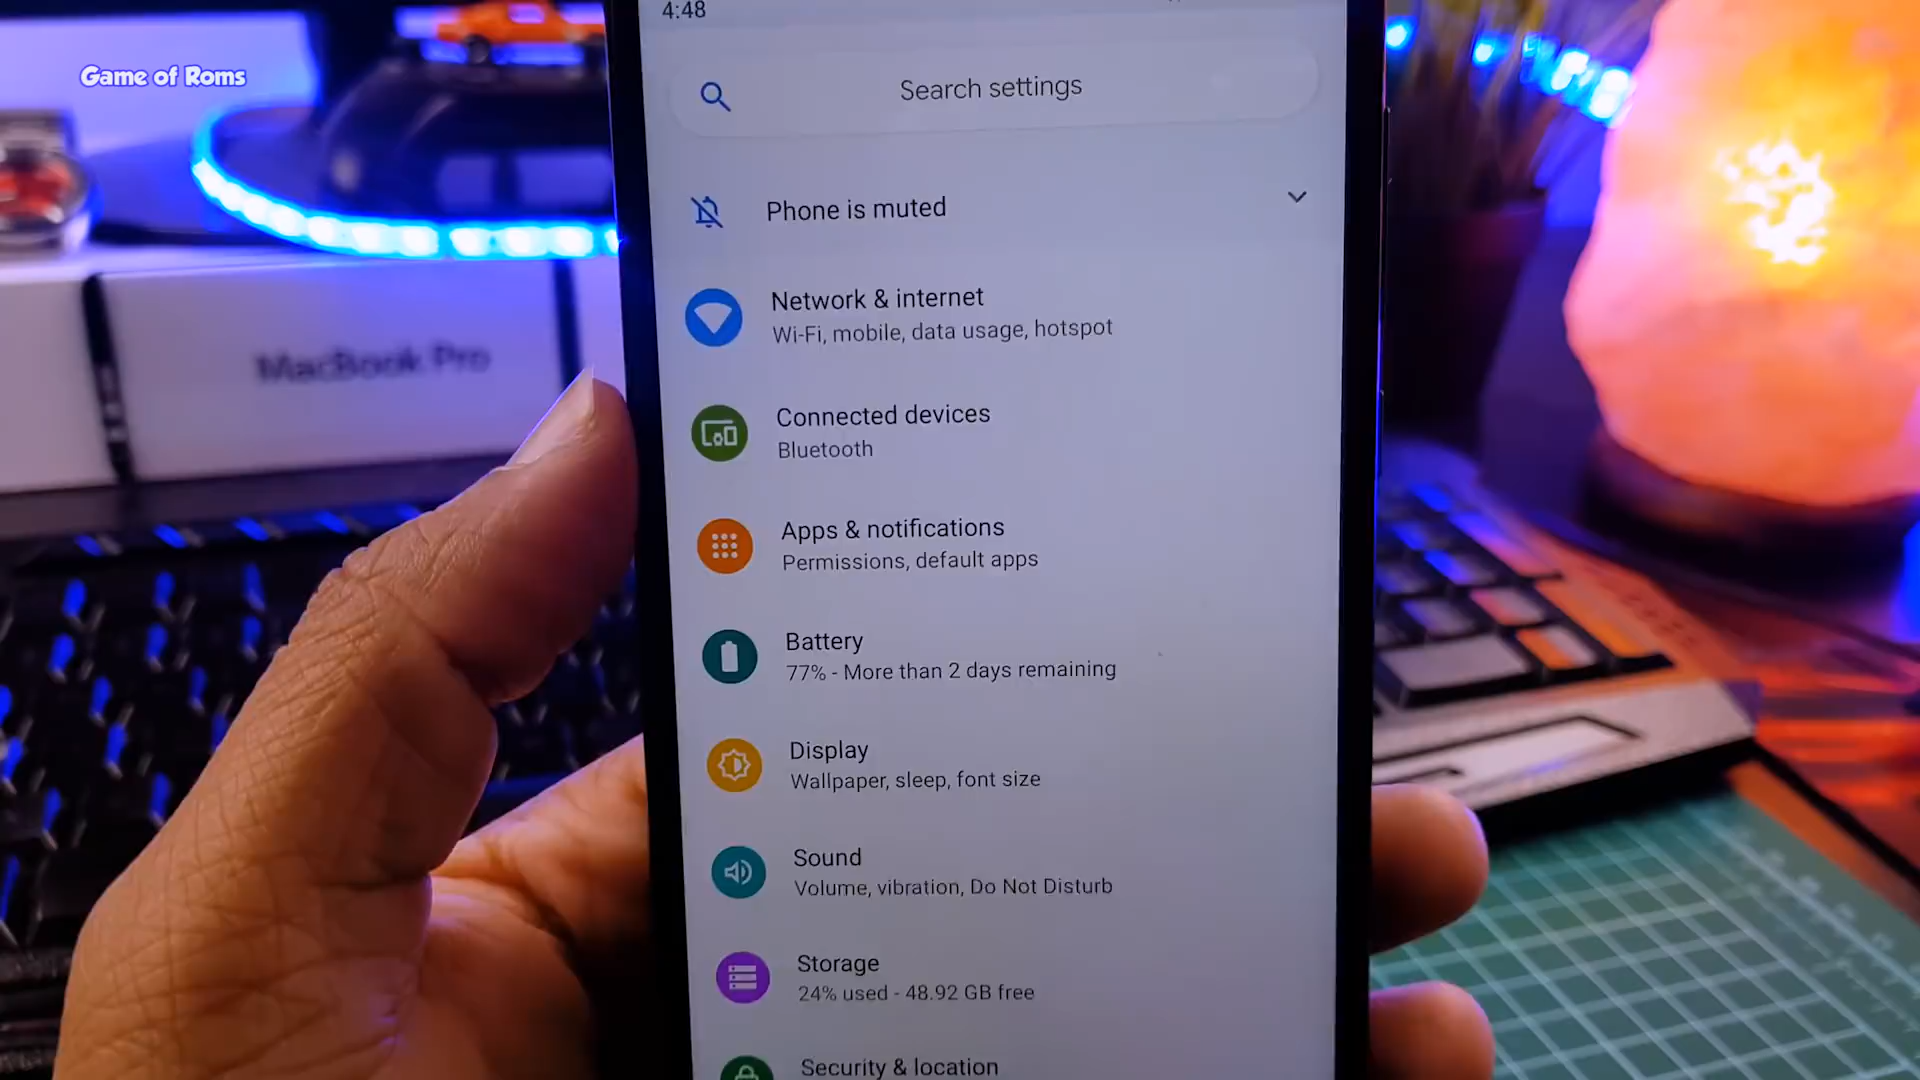 Game of Roms
4:48
Search settings
Phone is muted
Network & internet
Wi-Fi, mobile, data usage, hotspot
Connected devices
Bluetooth
Apps & notifications
Permissions, default apps
Battery
77% - More than 2 days remaining
Display
Wallpaper, sleep, font size
Sound
Volume, vibration, Do Not Disturb
Storage
24% used - 48.92 GB free
Security & location
MacBook Pro